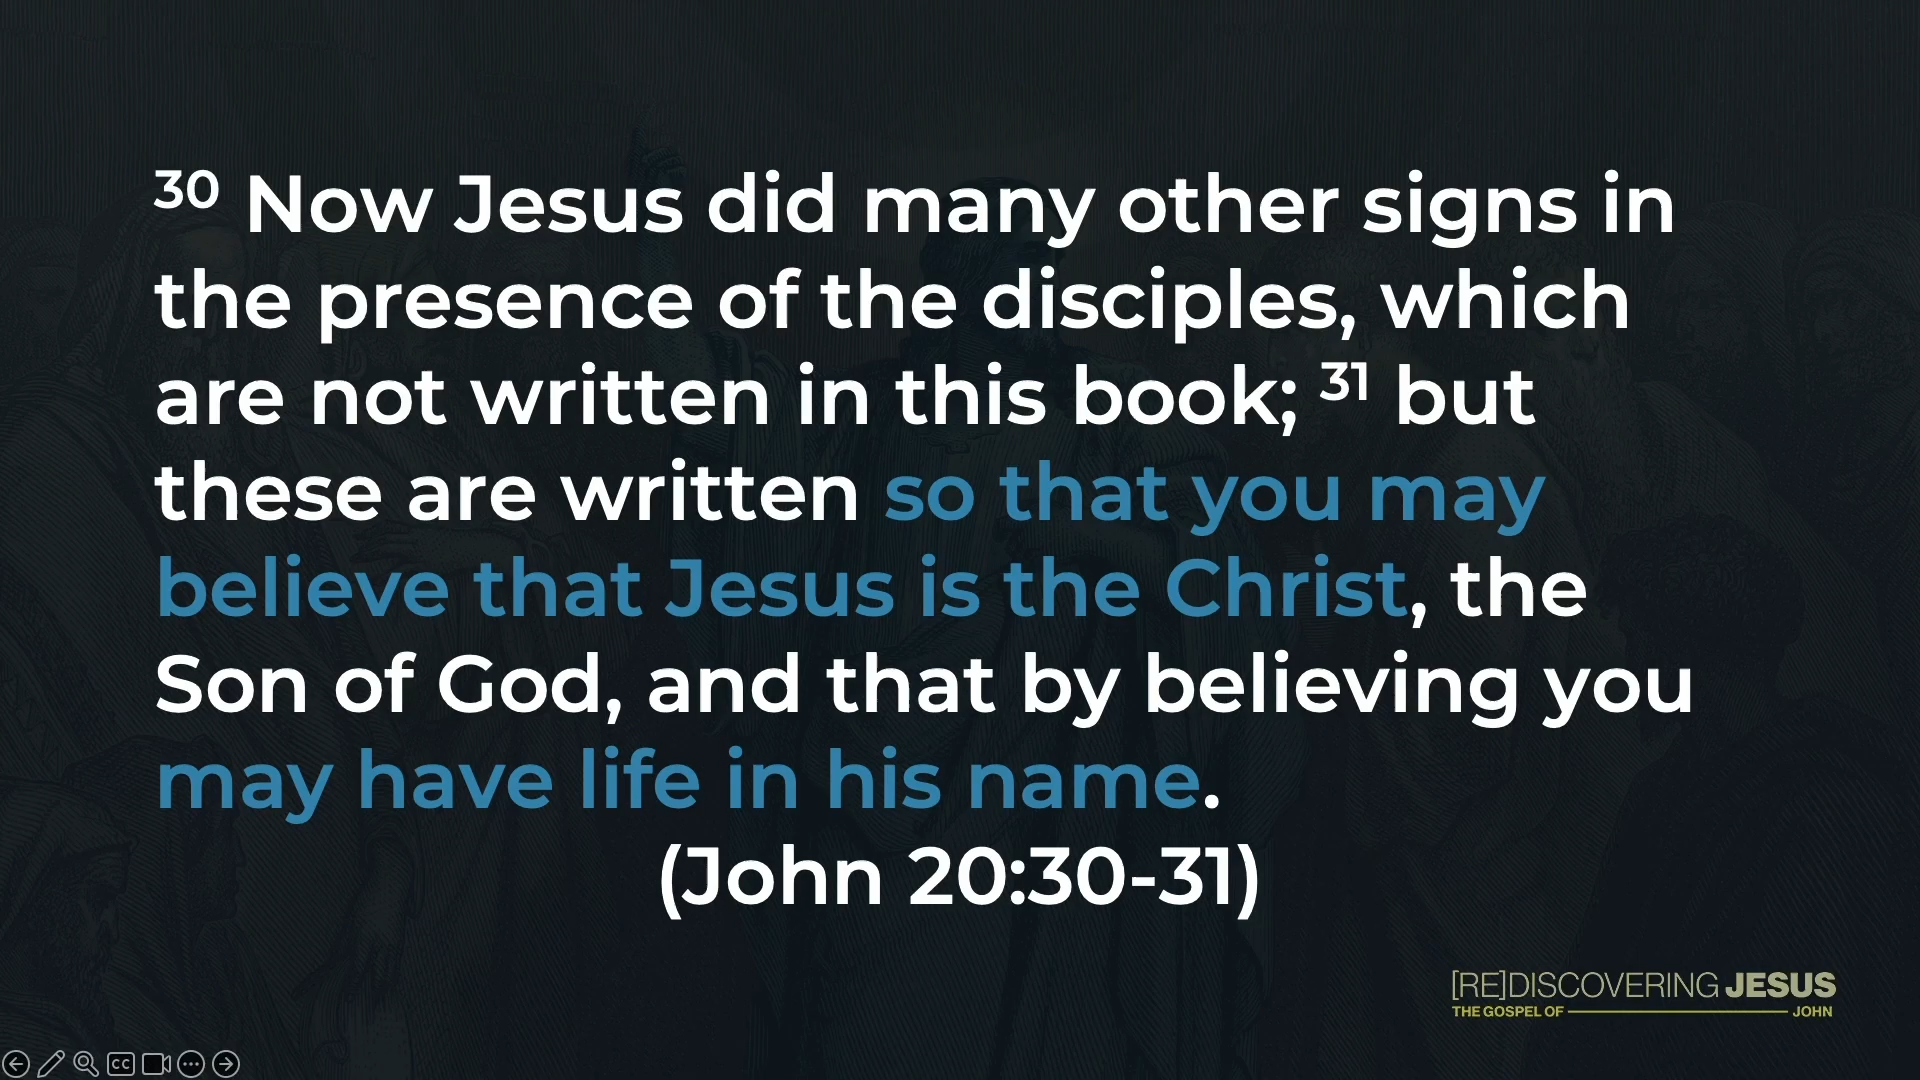 30 Now Jesus did many other signs in
the presence of the disciples, which
are not written in this book; 31 but
these are written so that you may
believe that Jesus is the Christ, the
Son of God, and that by believing you
may have life in his name.
(John 20:30-31)
[RE]DISCOVERING JESUS
THE GOSPEL OF JOHN
CC